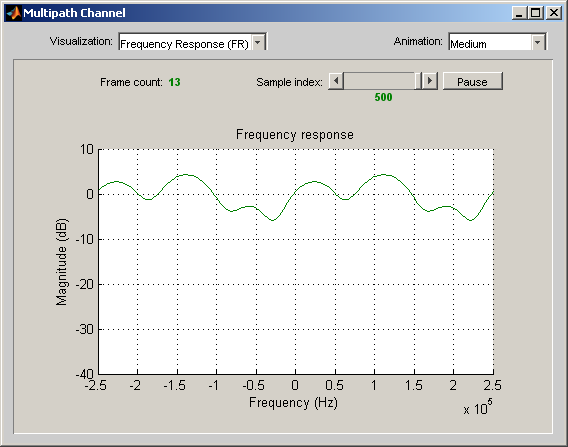 Multipath Channel
Visualization: Frequency Response (FR) Animation: Medium
Frame count: 13 Sample index: Pause
500
Frequency response
10
0
-10
-20
-30
-40
Magnitude (dB)
-2.5 -2 -1.5 -1 -0.5 0 0.5 1 1.5 2 2.5
Frequency (Hz)
x 10^5